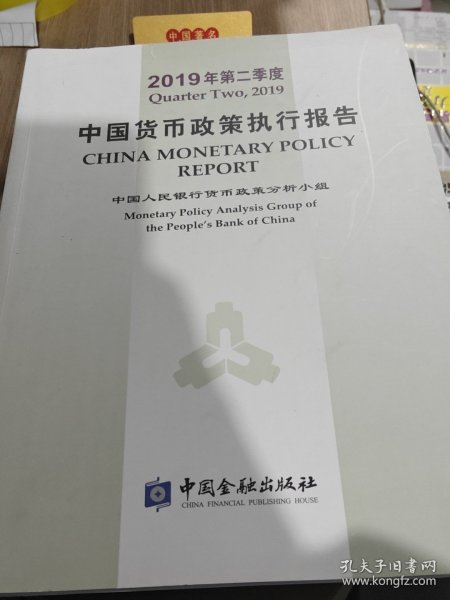 中国著名
2019年第二季度
Quarter Two, 2019
中国货币政策执行报告
CHINA MONETARY POLICY
REPORT
中国人民银行货币政策分析小组
Monetary Policy Analysis Group of
the People's Bank of China
中国金融出版社
CHINA FINANCIAL PUBLISHING HOUSE
孔夫子旧书网
www.kongfz.com